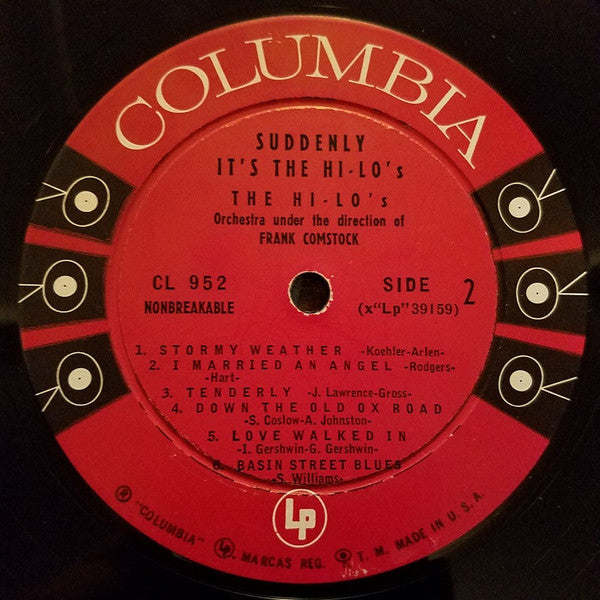 COLUMBIA
SUDDENLY
IT'S THE HI-LO's
THE HI-LO's
Orchestra under the direction of
FRANK COMSTOCK
CL 952
NONBREAKABLE
SIDE 2
(x"Lp"39159)
1. STORMY WEATHER -Koehler-Arlen-
2. I MARRIED AN ANGEL -Rodgers-
-Hart-
3. TENDERLY -J. Lawrence-Gross-
4. DOWN THE OLD OX ROAD
-S. Coslow-A. Johnston-
5. LOVE WALKED IN
-I. Gershwin-G. Gershwin-
6. BASIN STREET BLUES
-S. Williams-
Lp
® "COLUMBIA" Lp, MARCAS REG. T. M. MADE IN U.S.A.